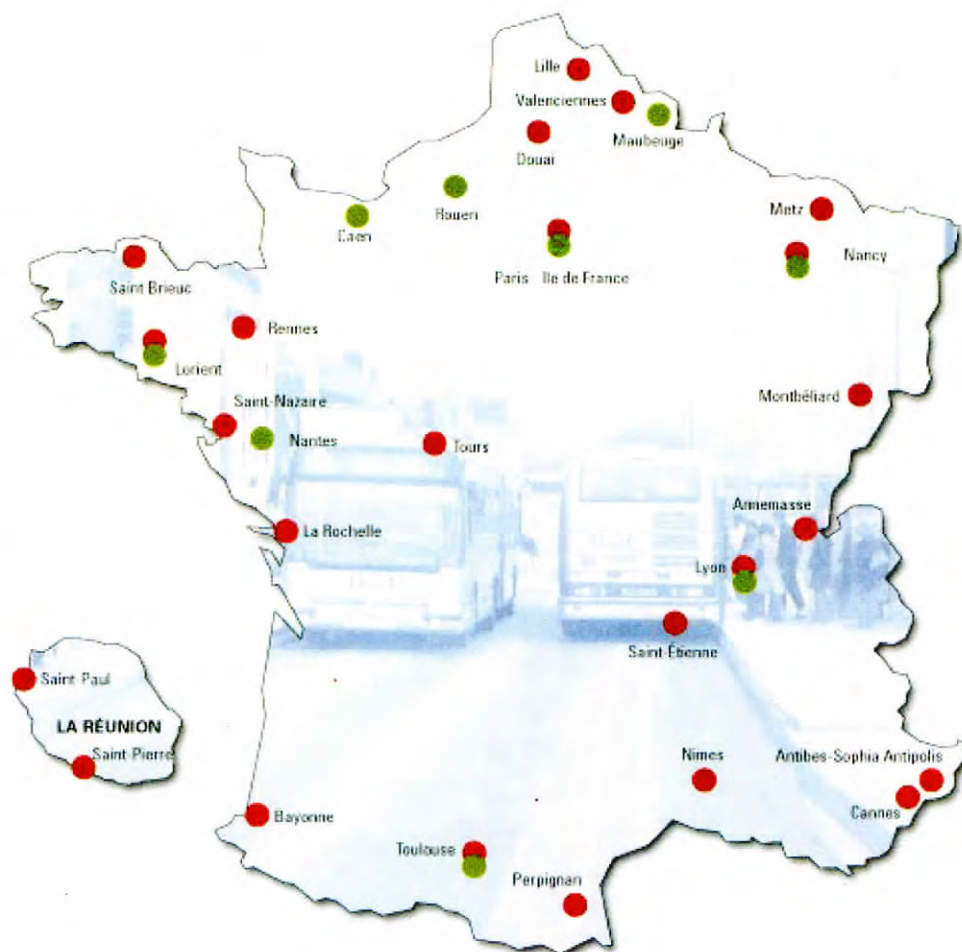 Lille
Valenciennes
Maubeuge
Douai
Rouen
Caen
Metz
Nancy
Paris Ile de France
Saint Brieuc
Rennes
Lorient
Saint-Nazaire
Nantes
Tours
Montbéliard
Annemasse
La Rochelle
Lyon
Saint-Étienne
Saint-Paul
LA RÉUNION
Saint-Pierre
Nimes
Antibes-Sophia Antipolis
Cannes
Bayonne
Toulouse
Perpignan